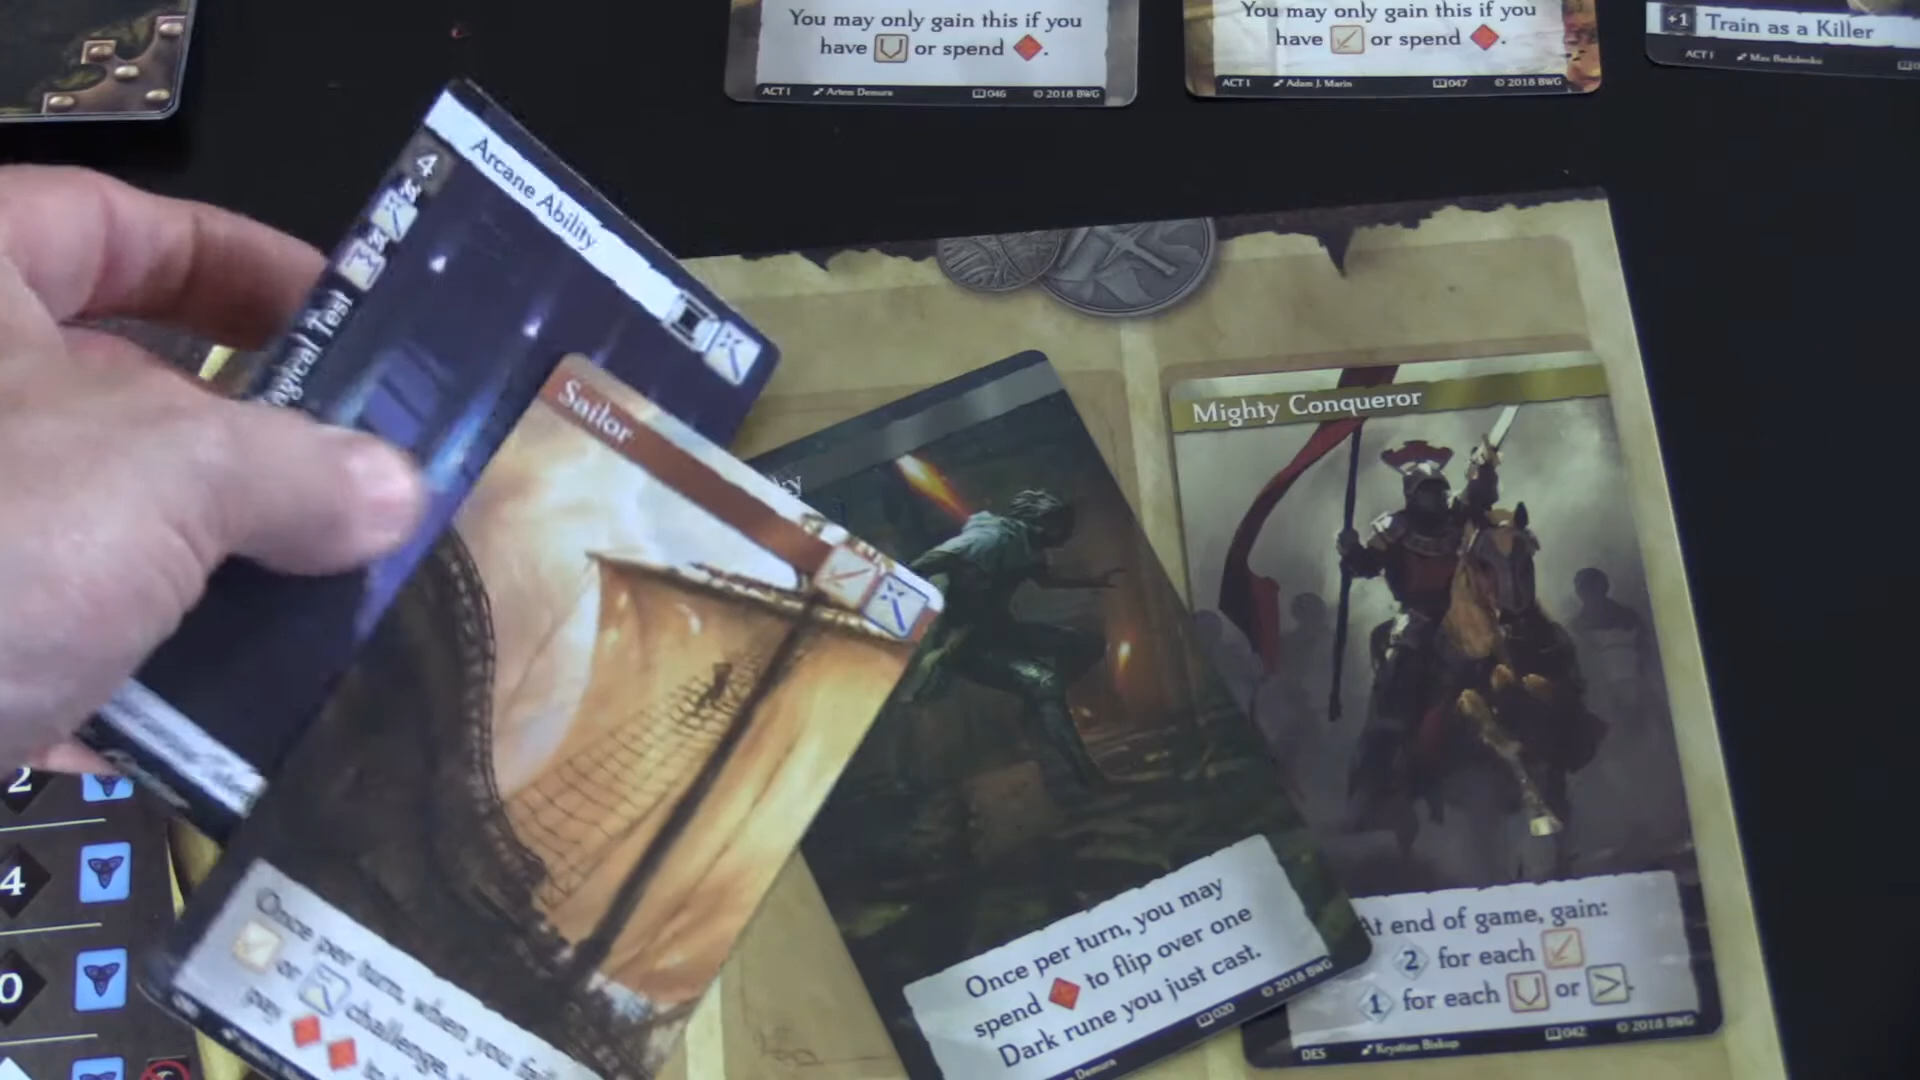 You may only gain this if you
have or spend .
ACT I Artem Demura 046 © 2018 BWG
You may only gain this if you
have or spend .
ACT I Adam J. Marin 047 © 2018 BWG
+1 Train as a Killer
ACT I
Arcane Ability
4
Test
Sailor
Once per turn, when you
or challenge,
pay
Once per turn, you may
spend to flip over one
Dark rune you just cast.
Demura 020 © 2018 BWG
Mighty Conqueror
At end of game, gain:
2 for each
1 for each or .
DES Krystian Biskup 042 © 2018 BWG
2
4
0